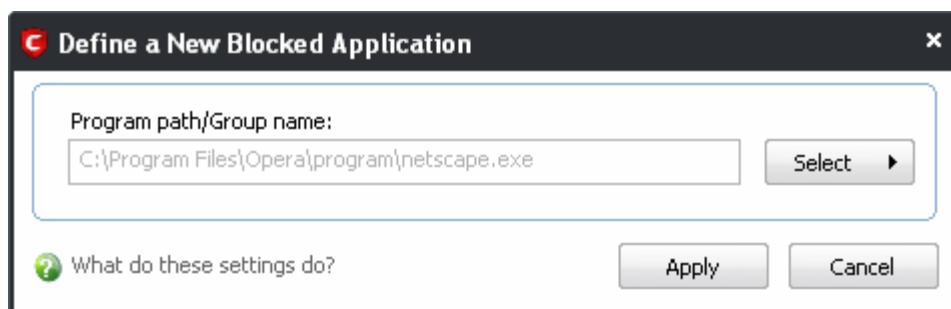 Define a New Blocked Application
Program path/Group name:
C:\Program Files\Opera\program\netscape.exe
Select
What do these settings do?
Apply
Cancel